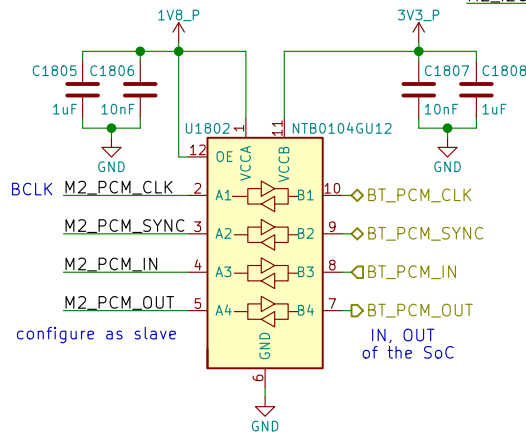 1V8_P
3V3_P
C1805
C1806
C1807
C1808
1uF
10nF
10nF
1uF
GND
GND
U1802
NTB0104GU12
1
11
12
OE
VCCA
VCCB
BCLK
M2_PCM_CLK
2
A1
B1
10
BT_PCM_CLK
M2_PCM_SYNC
3
A2
B2
9
BT_PCM_SYNC
M2_PCM_IN
4
A3
B3
8
BT_PCM_IN
M2_PCM_OUT
5
A4
B4
7
BT_PCM_OUT
configure as slave
GND
IN, OUT
of the SoC
6
GND